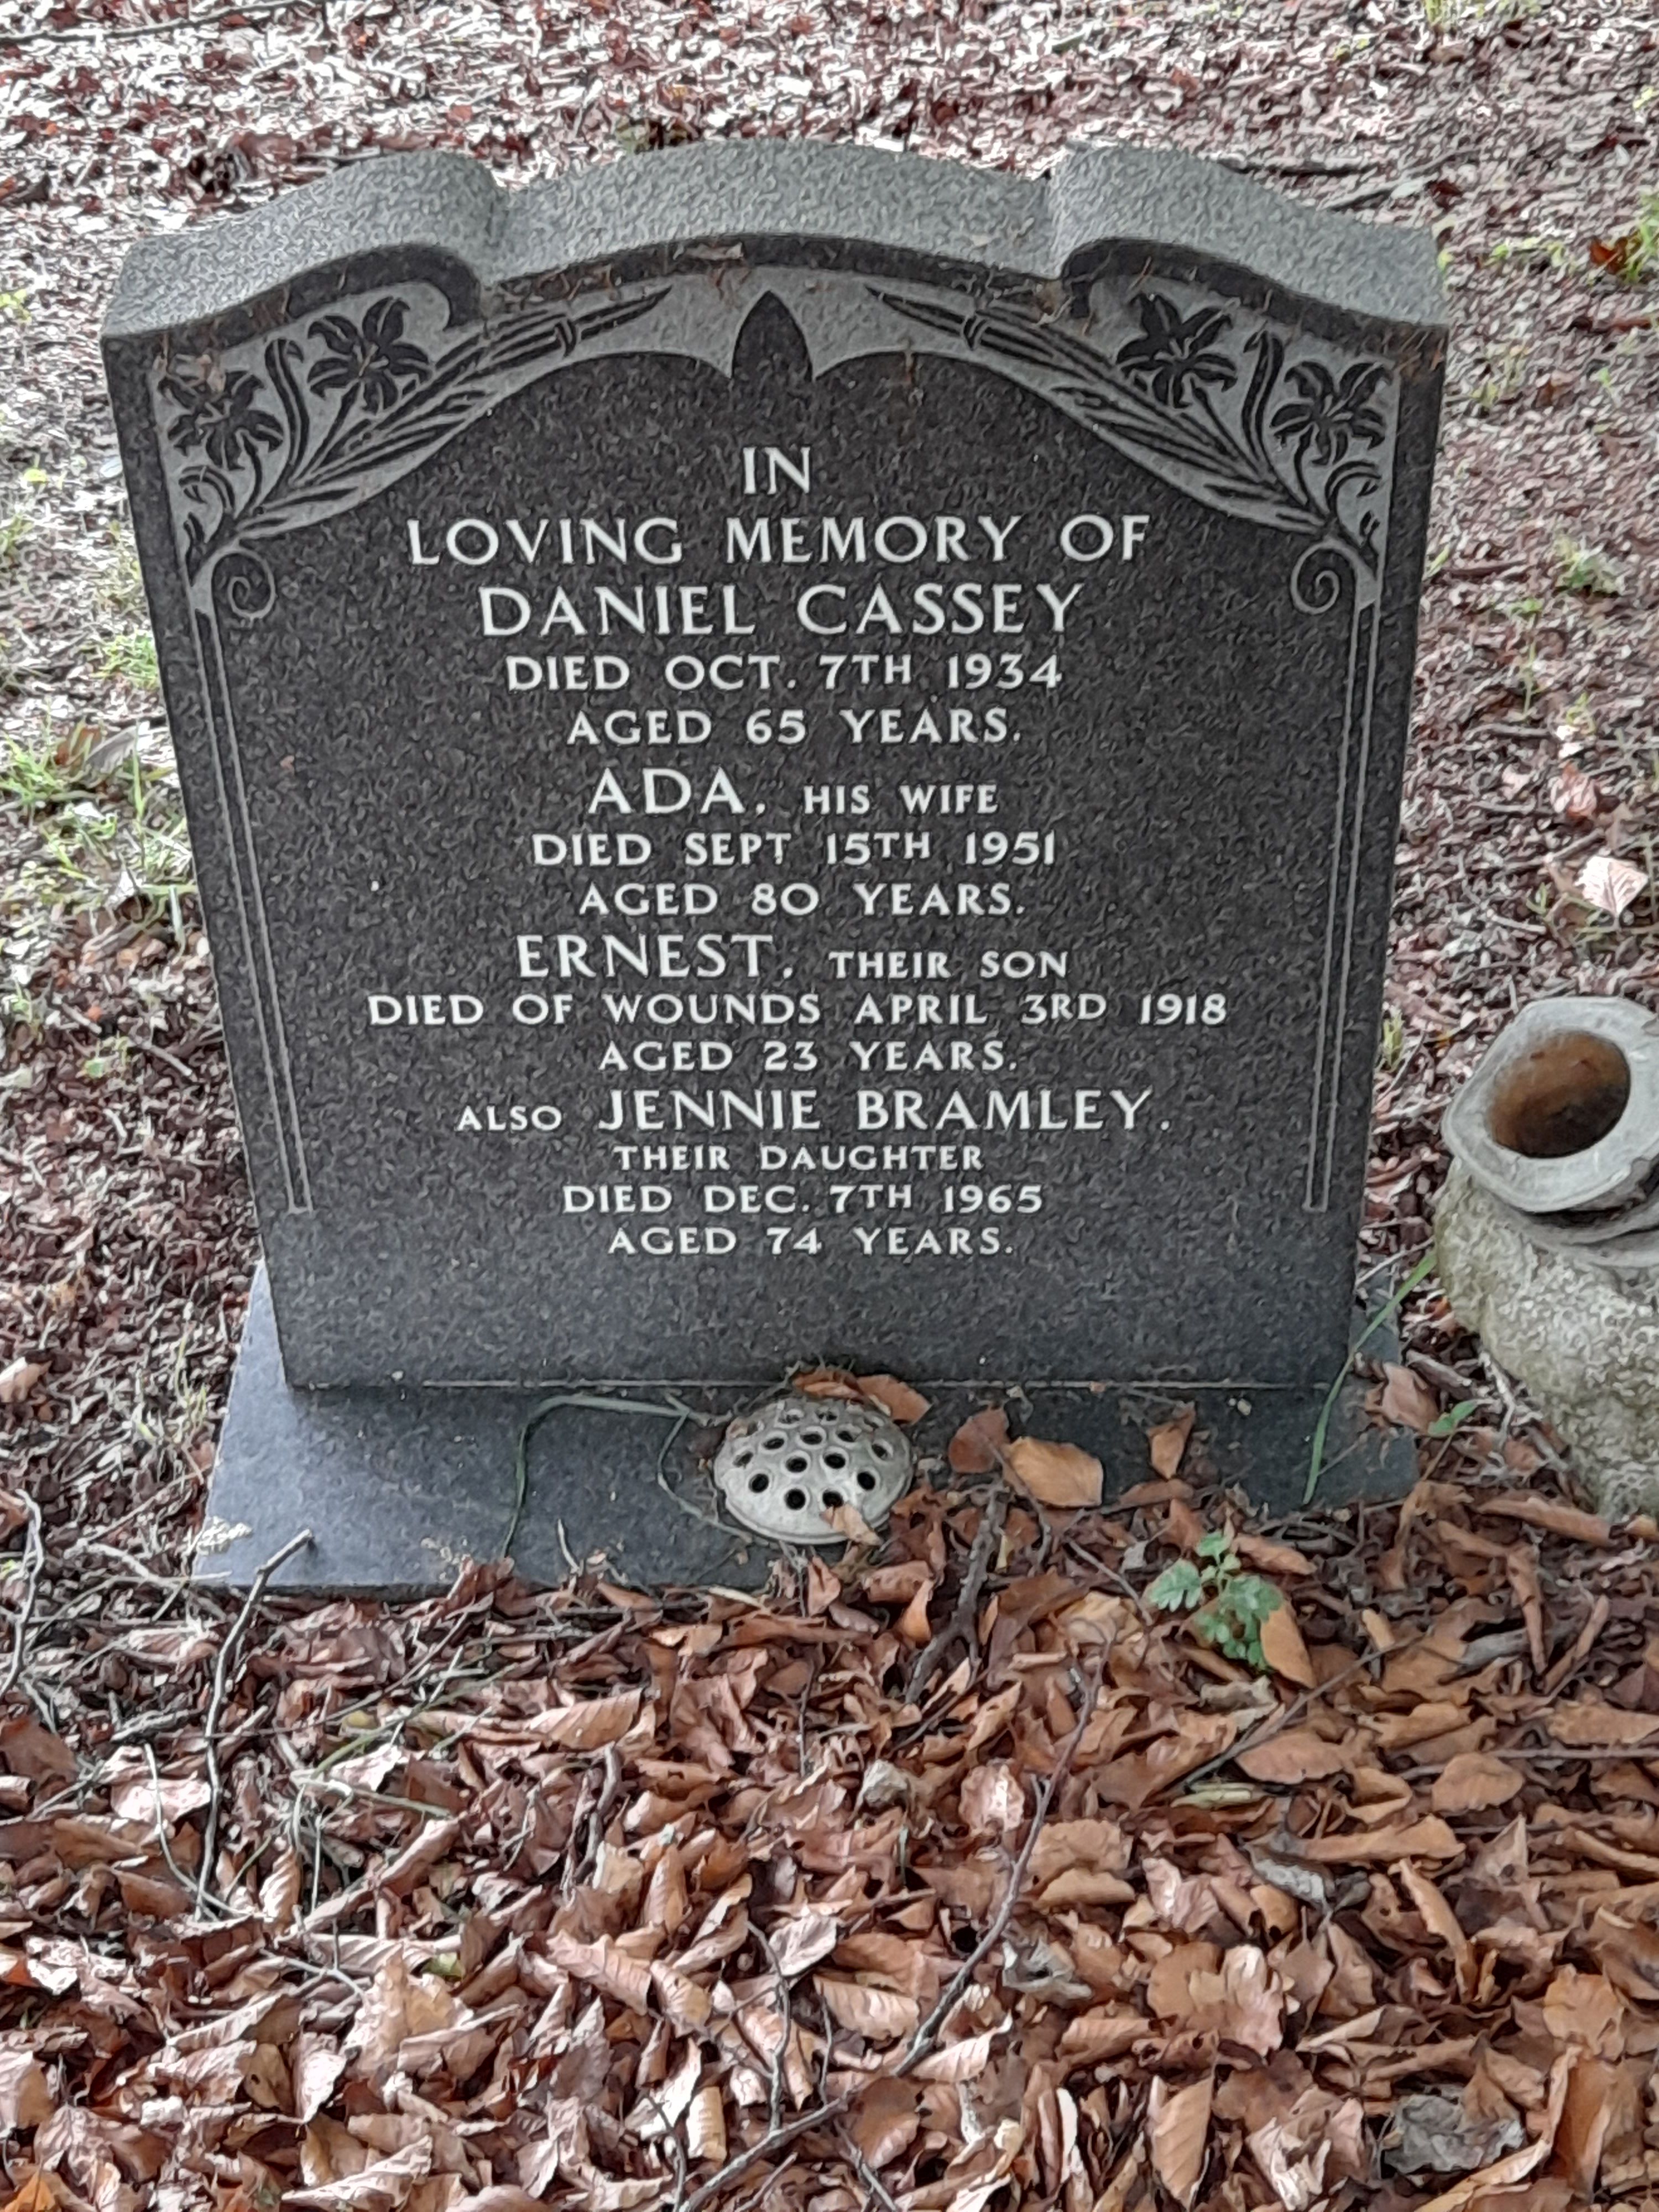 IN
LOVING MEMORY OF
DANIEL CASSEY
DIED OCT. 7TH 1934
AGED 65 YEARS.
ADA. HIS WIFE
DIED SEPT 15TH 1951
AGED 80 YEARS.
ERNEST. THEIR SON
DIED OF WOUNDS APRIL 3RD 1918
AGED 23 YEARS.
ALSO JENNIE BRAMLEY.
THEIR DAUGHTER
DIED DEC. 7TH 1965
AGED 74 YEARS.